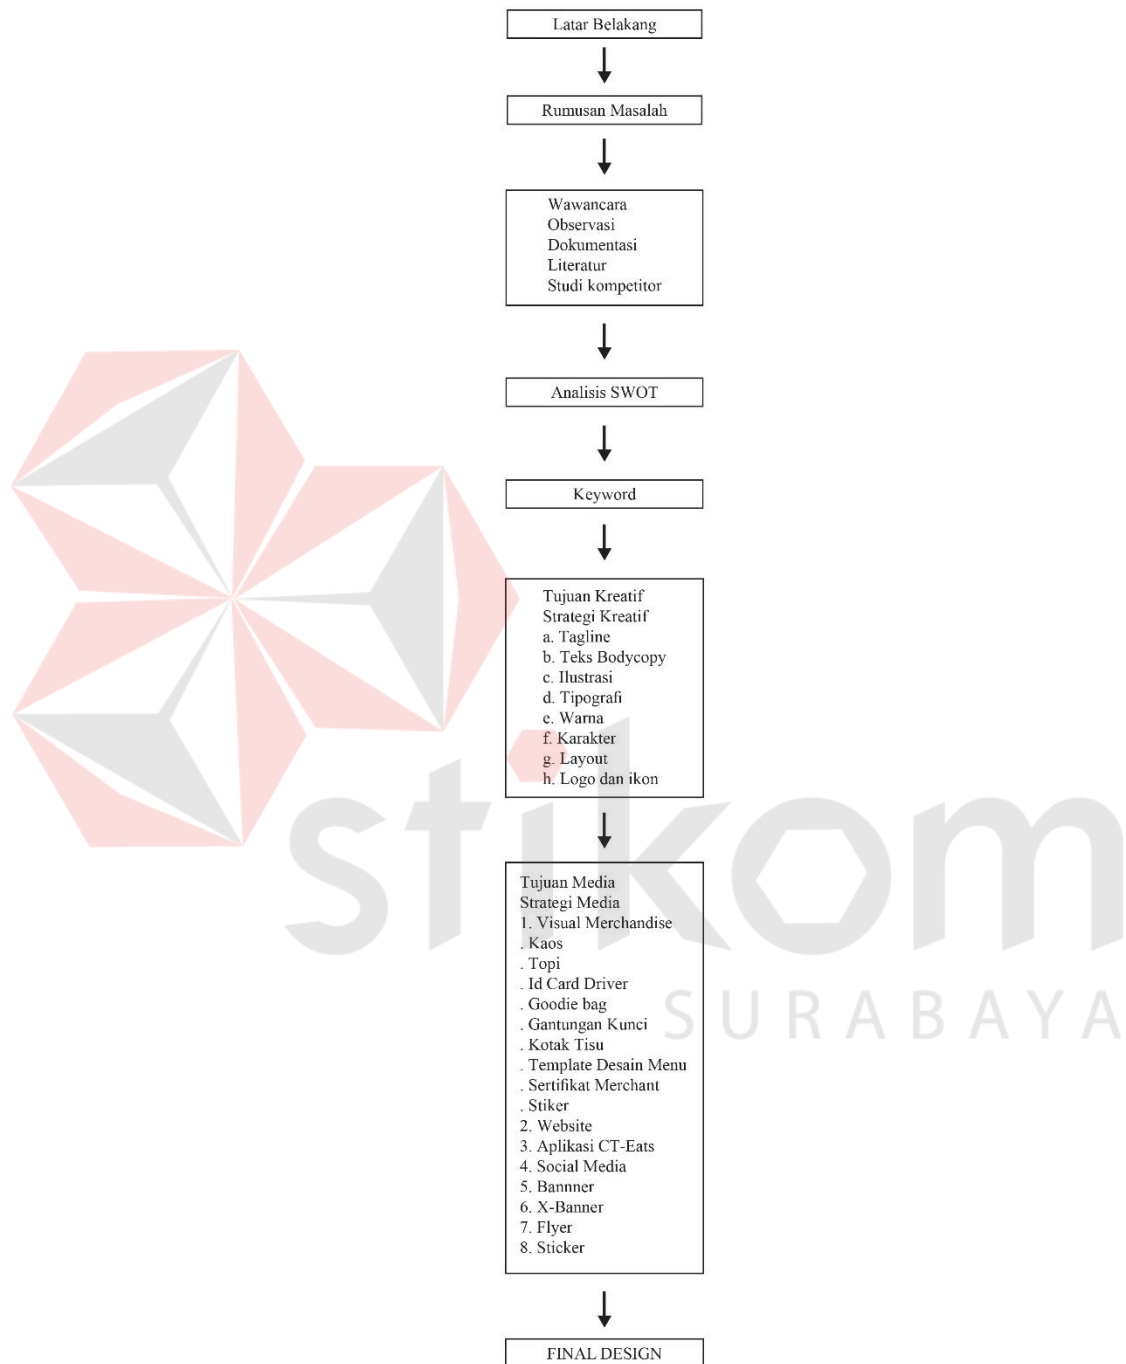 Latar Belakang
Rumusan Masalah
Wawancara
Observasi
Dokumentasi
Literatur
Studi kompetitor
Analisis SWOT
Keyword
Tujuan Kreatif
Strategi Kreatif
a. Tagline
b. Teks Bodycopy
c. Ilustrasi
d. Tipografi
e. Warna
f. Karakter
g. Layout
h. Logo dan ikon
stikom
SURABAYA
Tujuan Media
Strategi Media
1. Visual Merchandise
. Kaos
. Topi
. Id Card Driver
. Goodie bag
. Gantungan Kunci
. Kotak Tisu
. Template Desain Menu
. Sertifikat Merchant
. Stiker
2. Website
3. Aplikasi CT-Eats
4. Social Media
5. Bannner
6. X-Banner
7. Flyer
8. Sticker
FINAL DESIGN